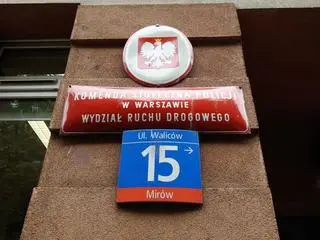 KOMENDA STOŁECZNA POLICJI
W WARSZAWIE
WYDZIAŁ RUCHU DROGOWEGO
Ul. Waliców
15 →
Mirów